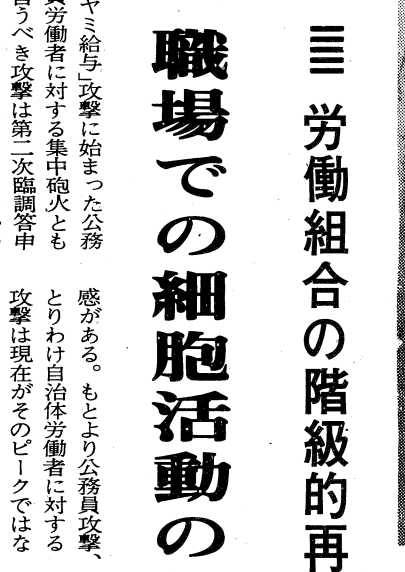 労働組合の階級的再
職場での細胞活動の
ヤミ給与」攻撃に始まった公務
員労働者に対する集中砲火とも
言うべき攻撃は第二次臨調答申
感がある。もとより公務員攻撃、
とりわけ自治体労働者に対する
攻撃は現在がそのピークではな